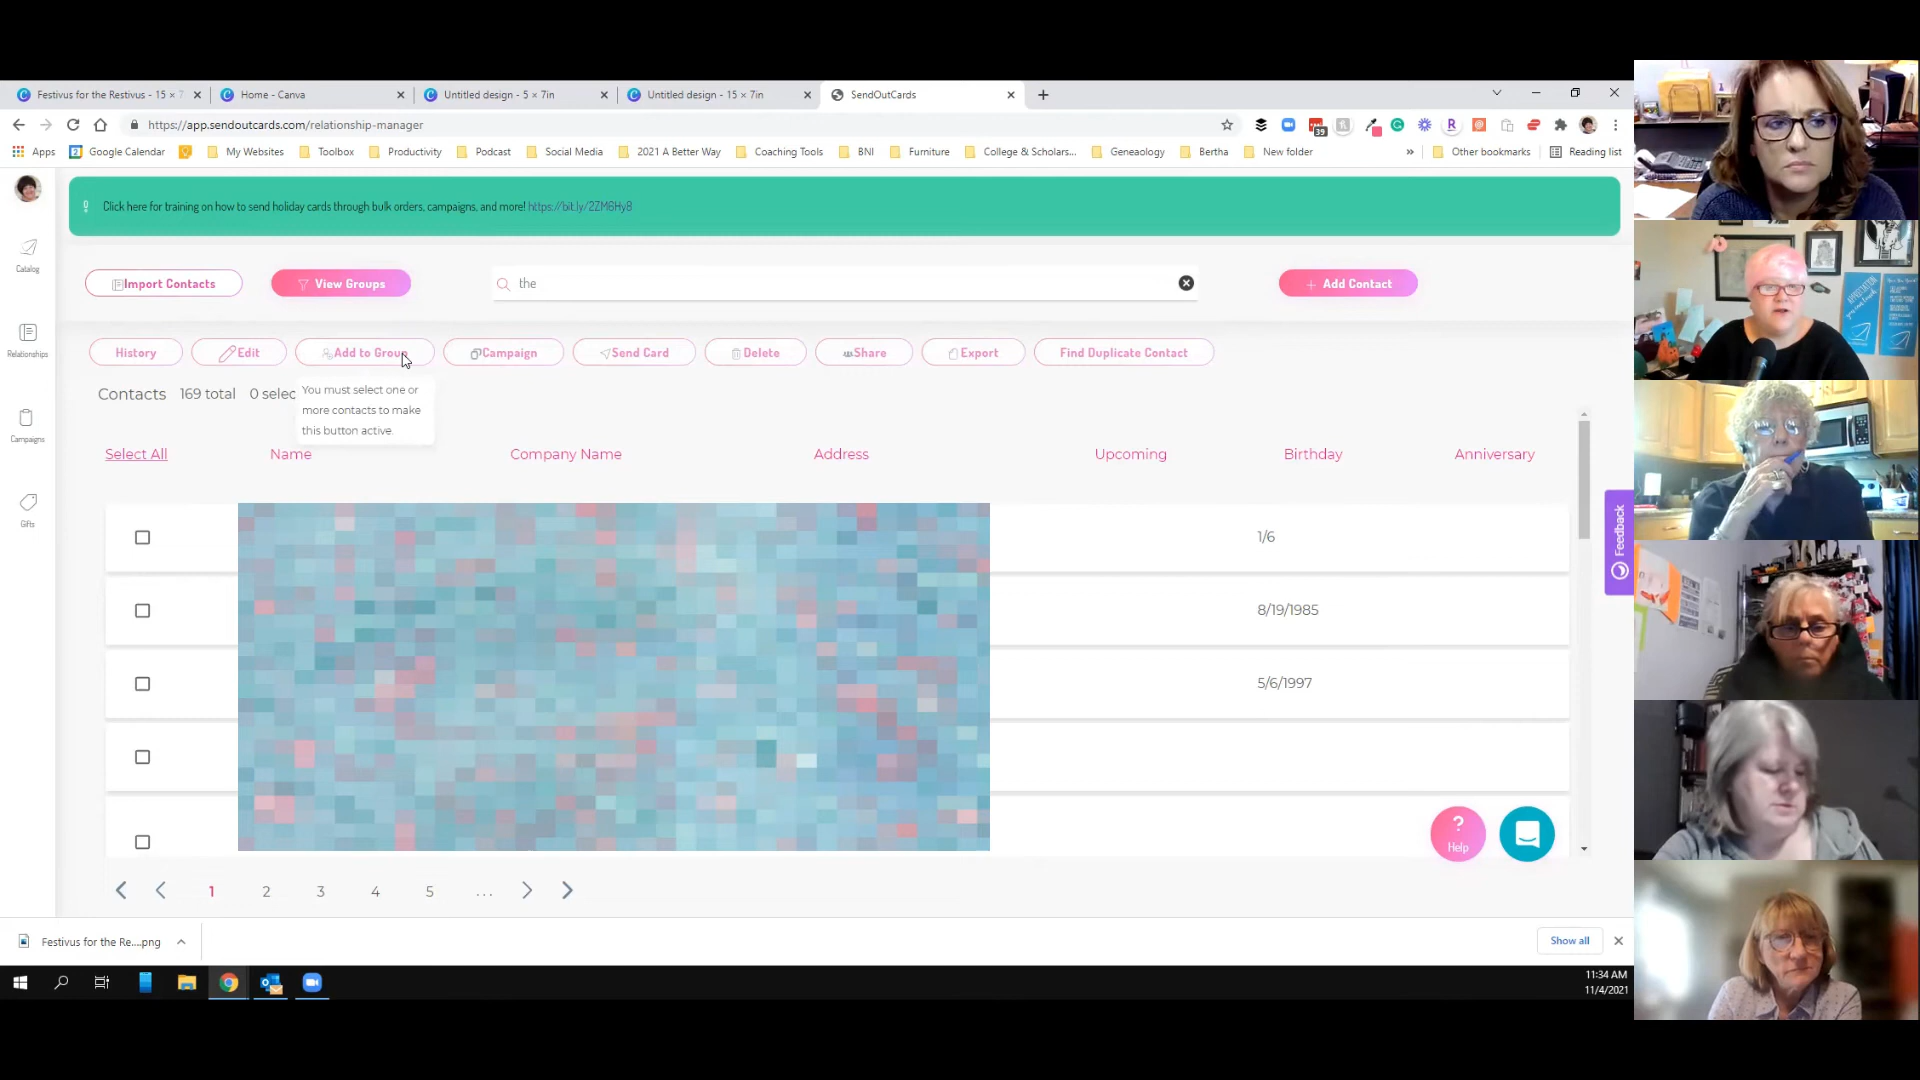 Festivus for the Restivus - 15 × 7
Home - Canva
Untitled design - 5 × 7in
Untitled design - 15 × 7in
SendOutCards
https://app.sendoutcards.com/relationship-manager
39
Apps
Google Calendar
My Websites
Toolbox
Productivity
Podcast
Social Media
2021 A Better Way
Coaching Tools
BNI
Furniture
College & Scholars...
Geneaology
Bertha
New folder
»
Other bookmarks
Reading list
Click here for training on how to send holiday cards through bulk orders, campaigns, and more! https://bit.ly/2ZM6Hy8
Catalog
Relationships
Campaigns
Gifts
Import Contacts
View Groups
the
+ Add Contact
History
Edit
Add to Group
Campaign
Send Card
Delete
Share
Export
Find Duplicate Contact
Contacts 169 total 0 selec
You must select one or
more contacts to make
this button active.
Select All
Name
Company Name
Address
Upcoming
Birthday
Anniversary
1/6
8/19/1985
5/6/1997
Feedback
?
Help
1 2 3 4 5 ...
Festivus for the Re....png
Show all
11:34 AM
11/4/2021